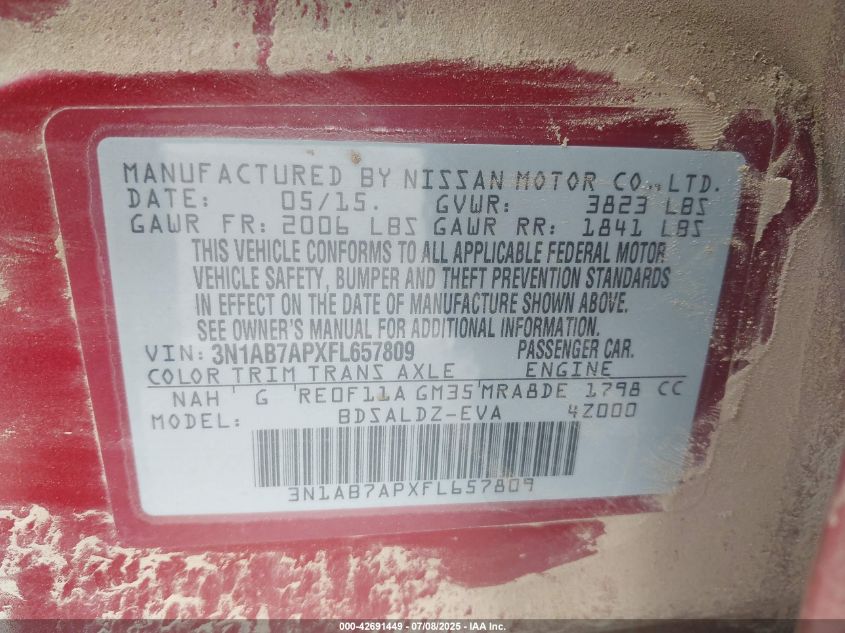 MANUFACTURED BY NISSAN MOTOR CO., LTD.
DATE: 05/15. GVWR: 3823 LBS
GAWR FR: 2006 LBS GAWR RR: 1841 LBS
THIS VEHICLE CONFORMS TO ALL APPLICABLE FEDERAL MOTOR
VEHICLE SAFETY, BUMPER AND THEFT PREVENTION STANDARDS
IN EFFECT ON THE DATE OF MANUFACTURE SHOWN ABOVE.
SEE OWNER'S MANUAL FOR ADDITIONAL INFORMATION.
VIN: 3N1AB7APXFL657809 PASSENGER CAR.
COLOR TRIM TRANS AXLE ENGINE
NAH G RE0F11A GM35 MRA8DE 1798 CC
MODEL: BDSALDZ-EVA 4Z000
3N1AB7APXFL657809
000-42691449 - 07/08/2025 - IAA Inc.